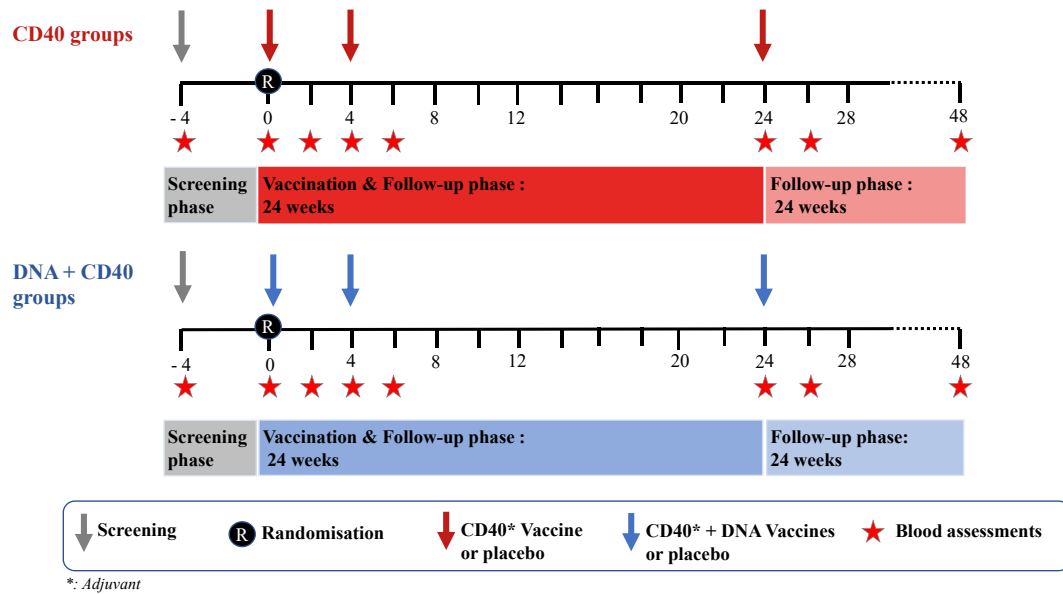 CD40 groups
R
- 4 0 4 8 12 20 24 28 48
Screening phase
Vaccination & Follow-up phase :
24 weeks
Follow-up phase :
24 weeks
DNA + CD40
groups
R
- 4 0 4 8 12 20 24 28 48
Screening phase
Vaccination & Follow-up phase :
24 weeks
Follow-up phase:
24 weeks
Screening
R Randomisation
CD40* Vaccine
or placebo
CD40* + DNA Vaccines
or placebo
Blood assessments
*: Adjuvant